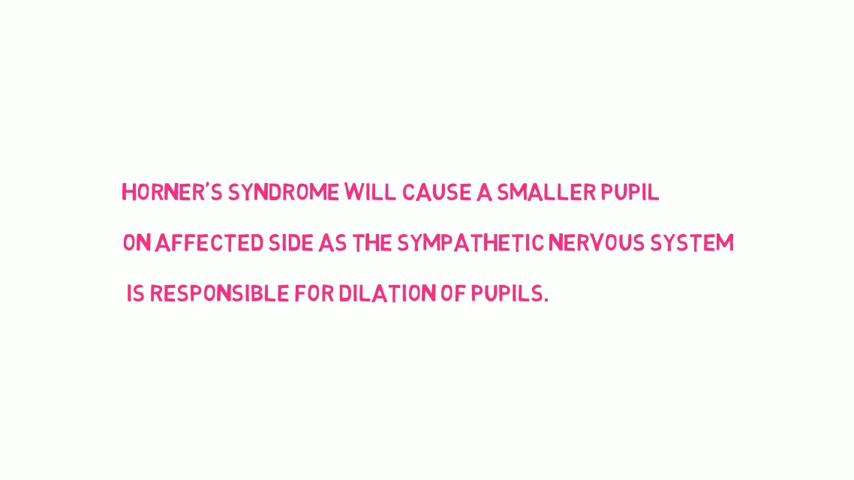 HORNER'S SYNDROME WILL CAUSE A SMALLER PUPIL
ON AFFECTED SIDE AS THE SYMPATHETIC NERVOUS SYSTEM
IS RESPONSIBLE FOR DILATION OF PUPILS.